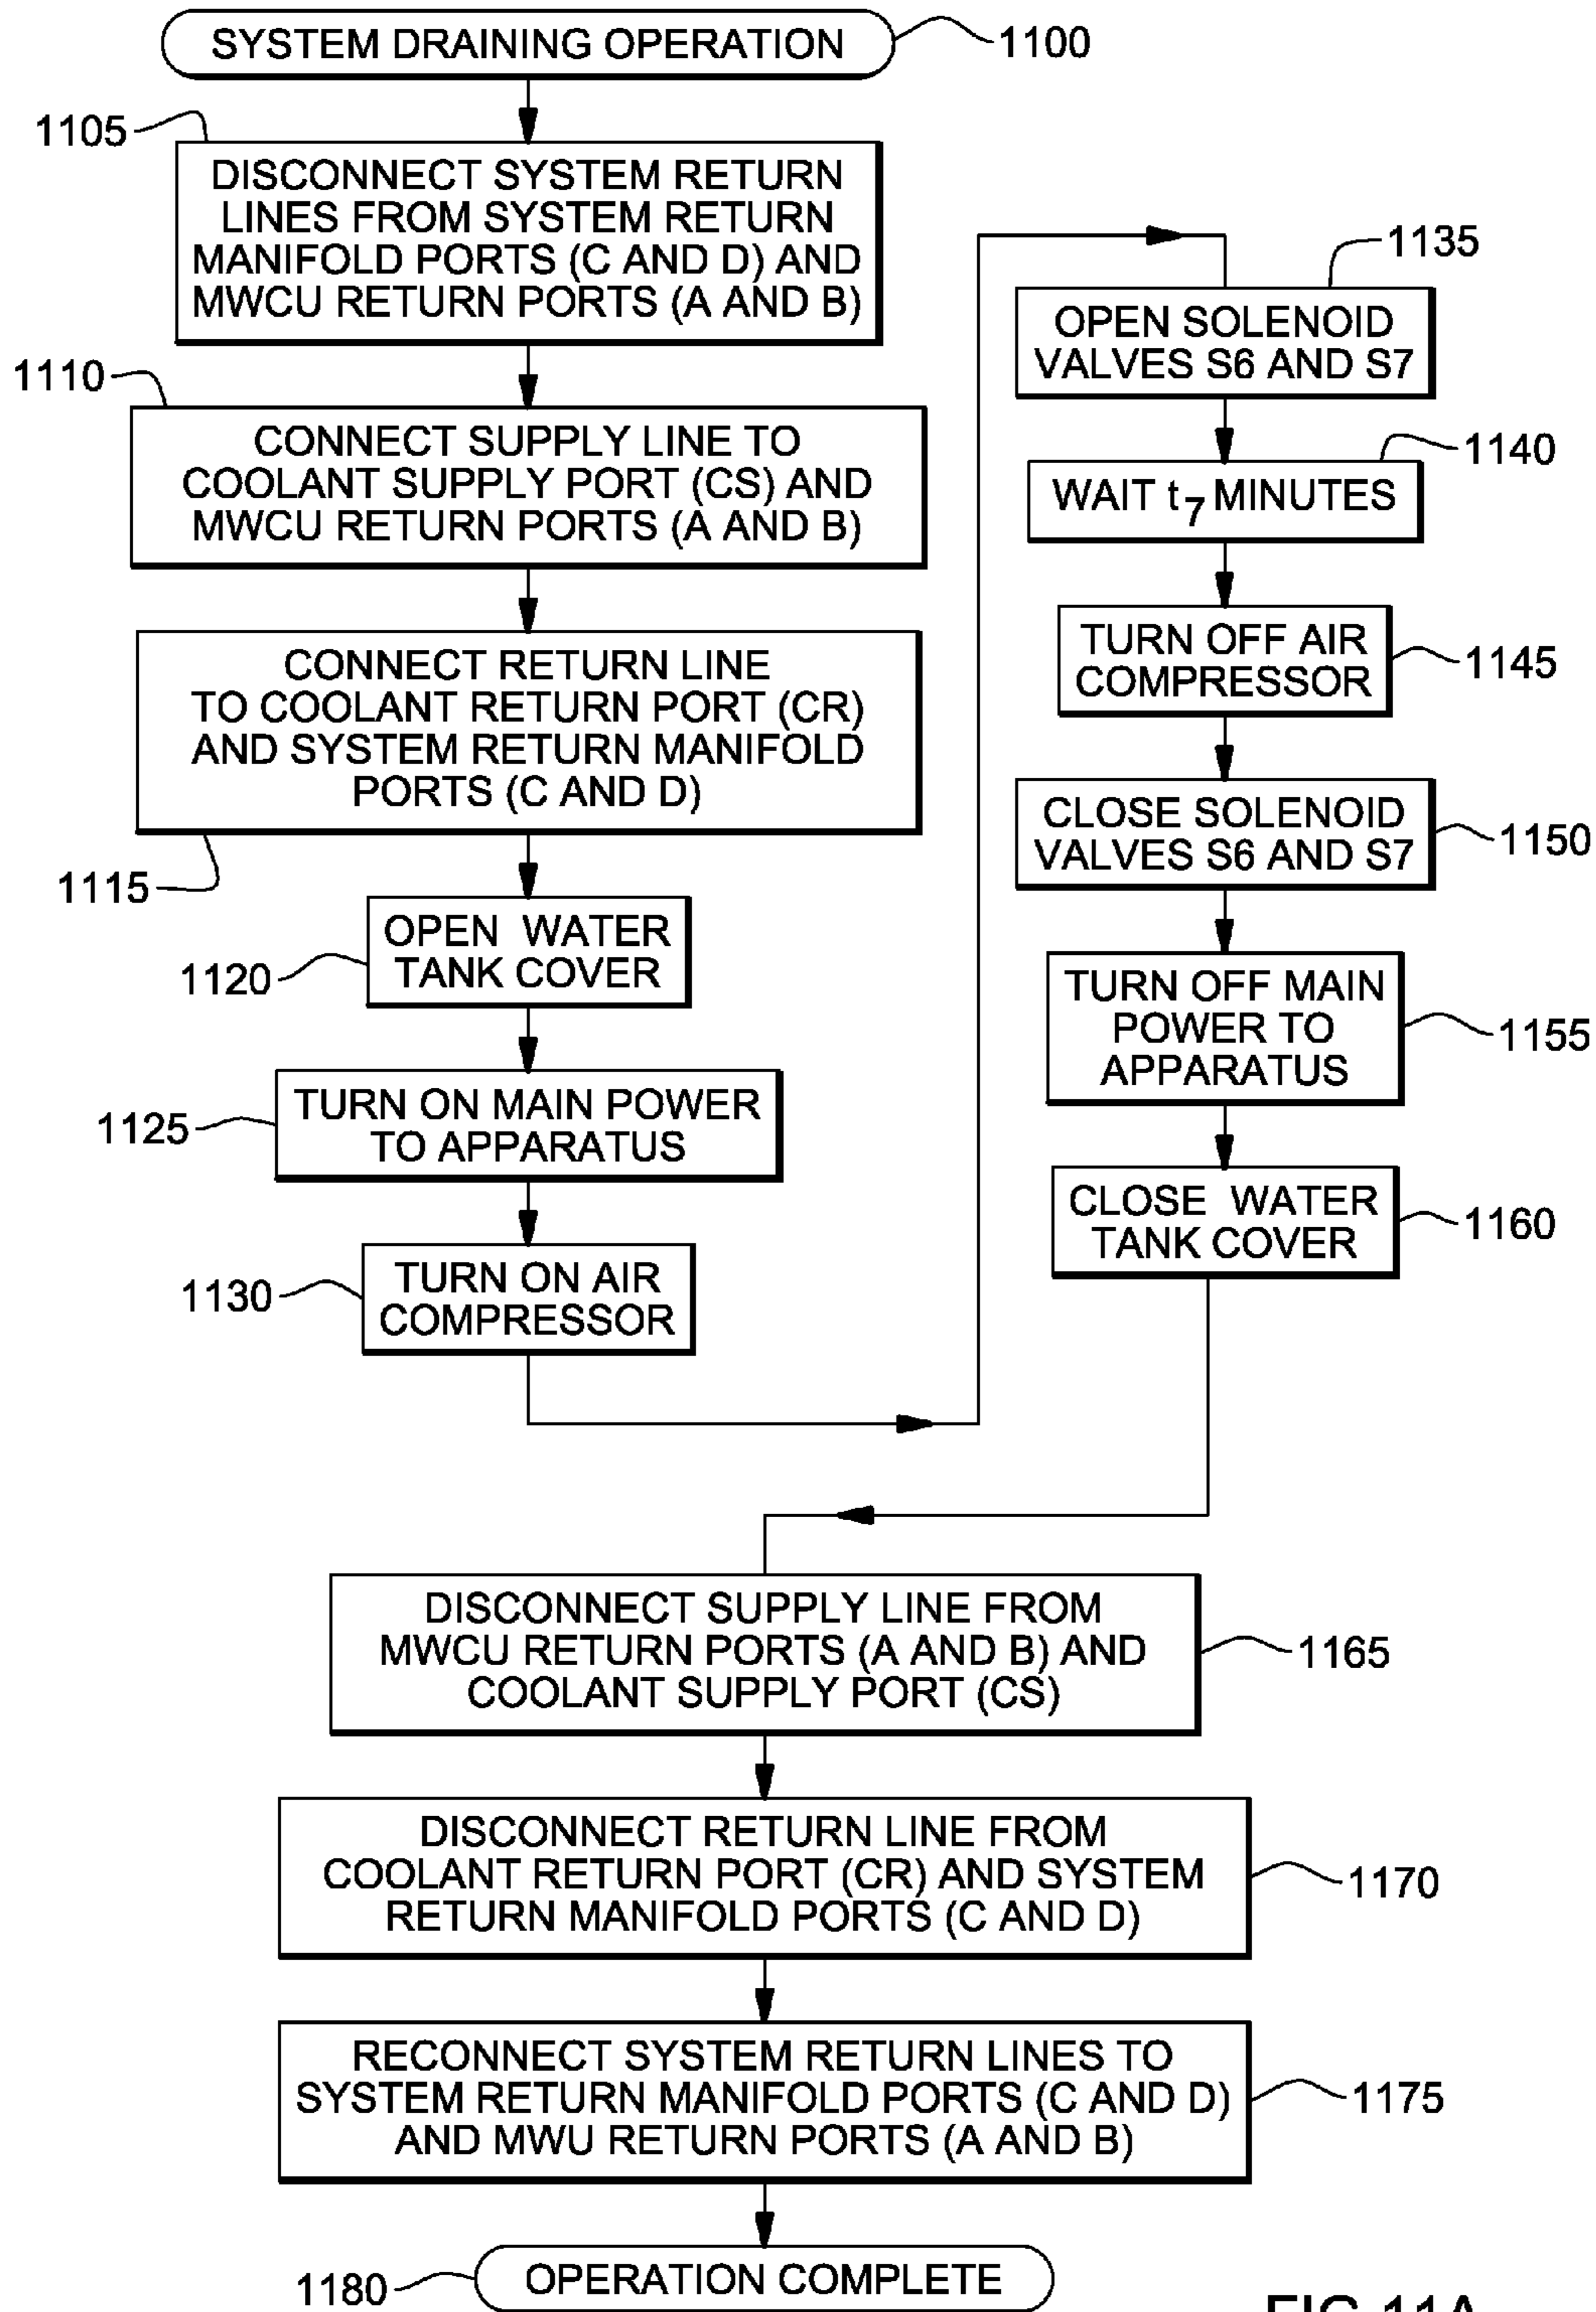 SYSTEM DRAINING OPERATION
1100
1105
DISCONNECT SYSTEM RETURN
LINES FROM SYSTEM RETURN
MANIFOLD PORTS (C AND D) AND
MWCU RETURN PORTS (A AND B)
1110
CONNECT SUPPLY LINE TO
COOLANT SUPPLY PORT (CS) AND
MWCU RETURN PORTS (A AND B)
CONNECT RETURN LINE
TO COOLANT RETURN PORT (CR)
AND SYSTEM RETURN MANIFOLD
PORTS (C AND D)
1115
OPEN WATER
TANK COVER
1120
TURN ON MAIN POWER
TO APPARATUS
1125
TURN ON AIR
COMPRESSOR
1130
1135
OPEN SOLENOID
VALVES S6 AND S7
1140
WAIT t7 MINUTES
TURN OFF AIR
COMPRESSOR
1145
CLOSE SOLENOID
VALVES S6 AND S7
1150
TURN OFF MAIN
POWER TO
APPARATUS
1155
CLOSE WATER
TANK COVER
1160
DISCONNECT SUPPLY LINE FROM
MWCU RETURN PORTS (A AND B) AND
COOLANT SUPPLY PORT (CS)
1165
DISCONNECT RETURN LINE FROM
COOLANT RETURN PORT (CR) AND SYSTEM
RETURN MANIFOLD PORTS (C AND D)
1170
RECONNECT SYSTEM RETURN LINES TO
SYSTEM RETURN MANIFOLD PORTS (C AND D)
AND MWU RETURN PORTS (A AND B)
1175
OPERATION COMPLETE
1180
FIG.11A